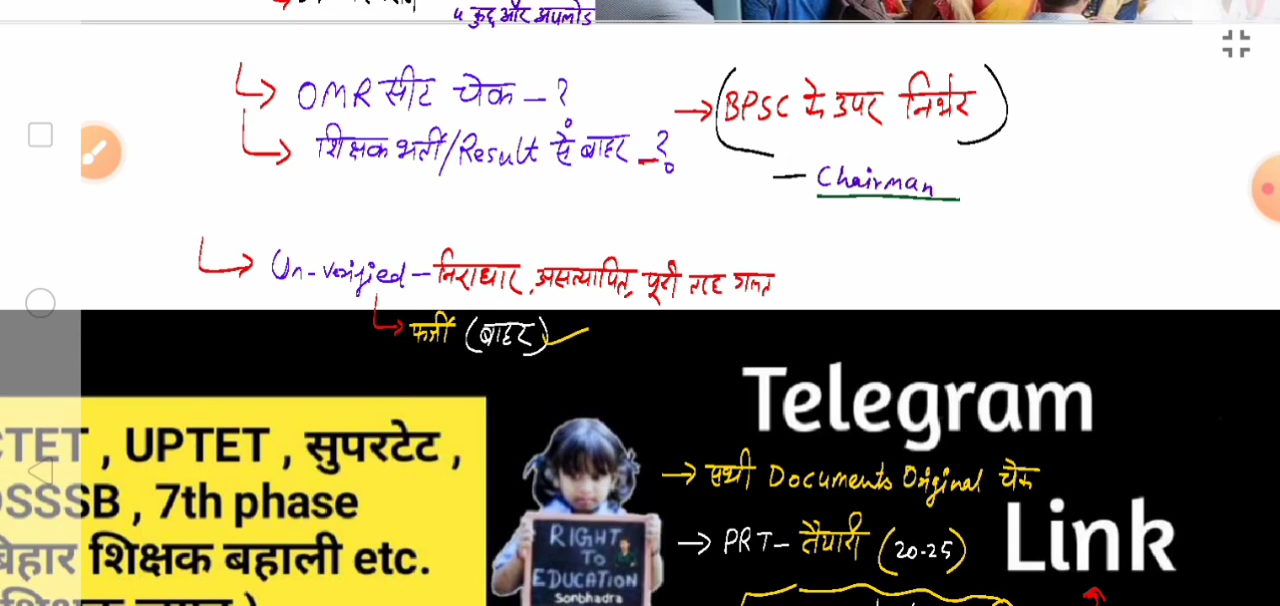 4 कुद्द और अपलोड
OMR सीट चेक - ?
शिक्षक भर्ती/Result से बाहर - ?
→ (BPSC के उपर निर्भर)
- Chairman
Un-verified - निराधार, असत्यापित, पूरी तरह गलत
फर्जी (बाहर)
CTET , UPTET , सुपरटेट ,
DSSSB , 7th phase
बिहार शिक्षक बहाली etc.
RIGHT
TO
EDUCATION
Sonbhadra
Telegram
→ सभी Documents Original चेक
→ PRT - तैयारी (20-25)
Link